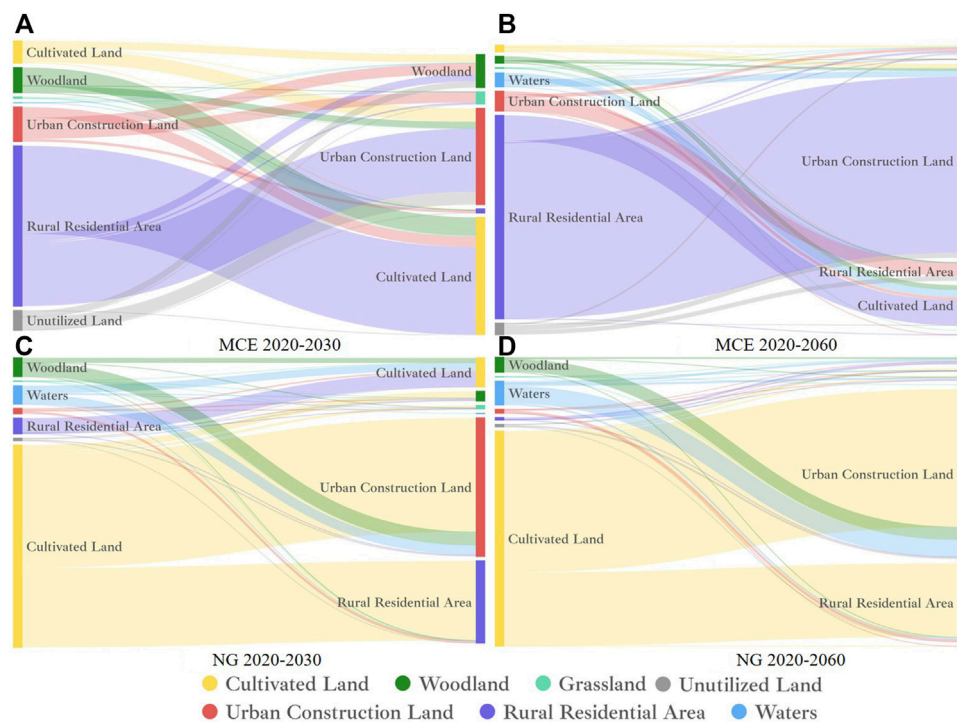 A
Cultivated Land
Woodland
Urban Construction Land
Rural Residential Area
Unutilized Land
Woodland
Urban Construction Land
Cultivated Land
MCE 2020-2030
B
Waters
Urban Construction Land
Rural Residential Area
Urban Construction Land
Rural Residential Area
Cultivated Land
MCE 2020-2060
C
Woodland
Waters
Rural Residential Area
Cultivated Land
Cultivated Land
Urban Construction Land
Rural Residential Area
NG 2020-2030
D
Woodland
Waters
Cultivated Land
Urban Construction Land
Rural Residential Area
NG 2020-2060
Cultivated Land Woodland Grassland Unutilized Land
Urban Construction Land Rural Residential Area Waters